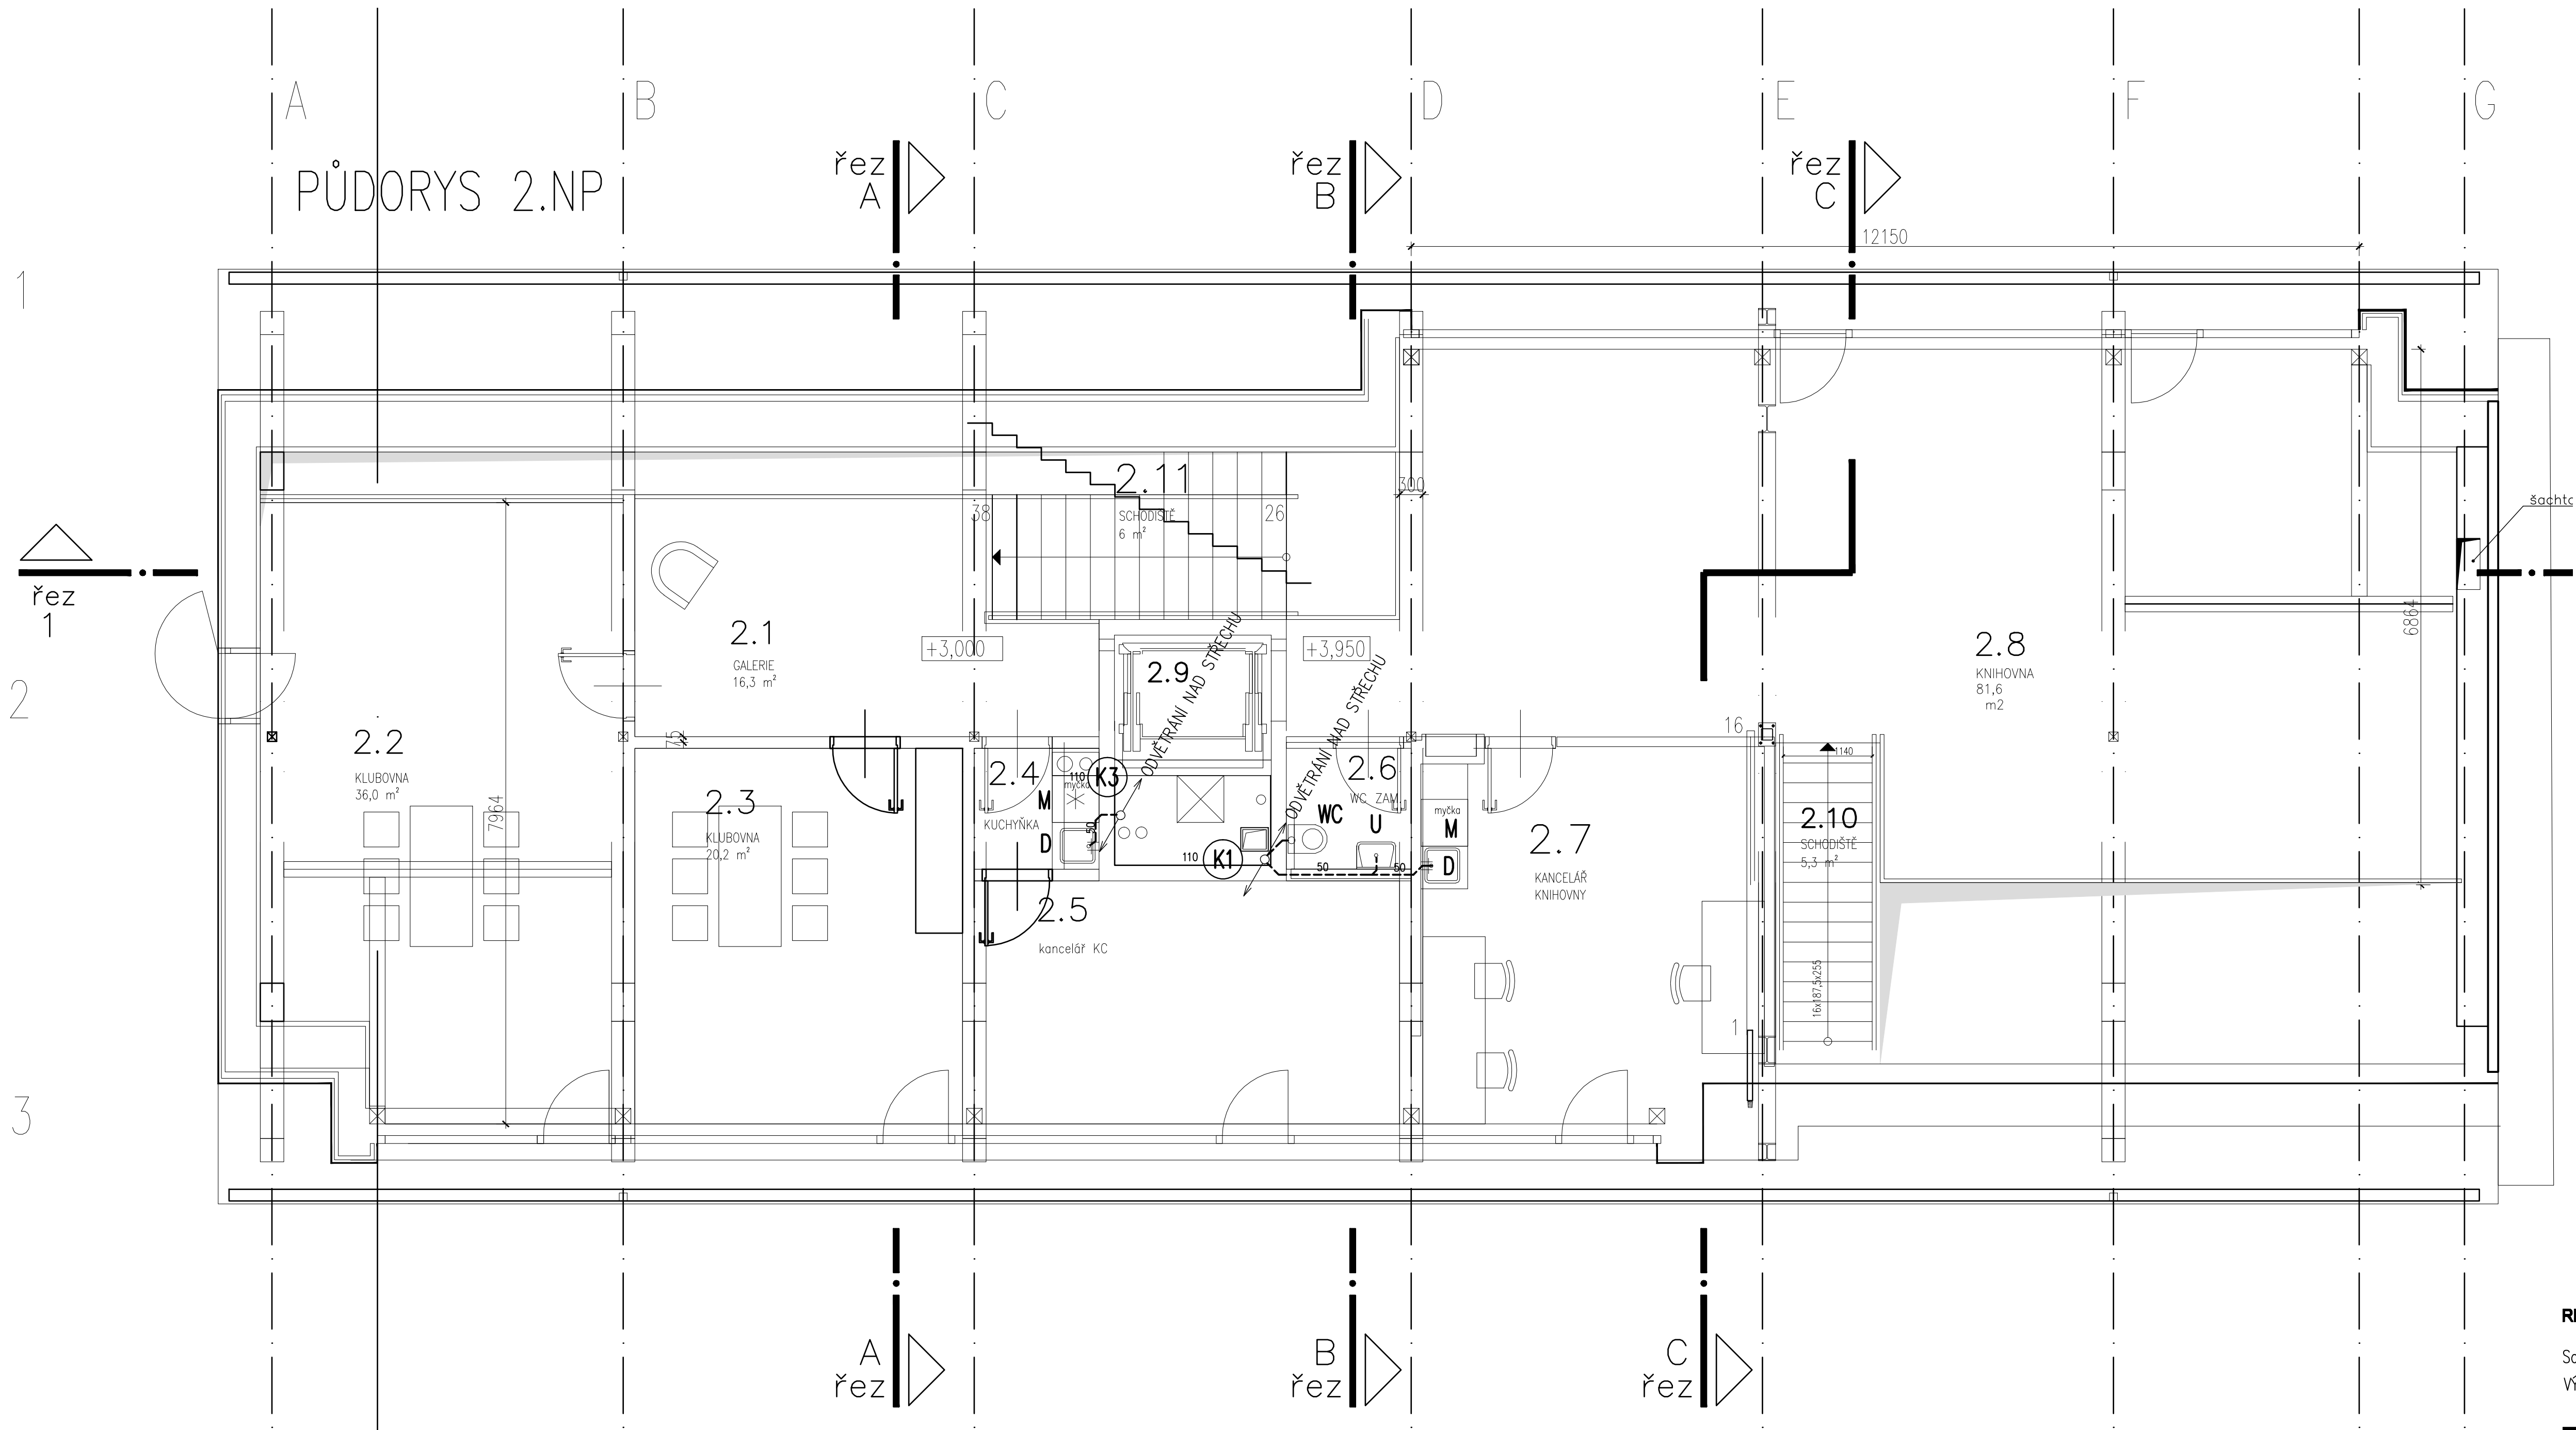 A
B
C
D
E
F
G
PŮDORYS 2.NP
řez
A
řez
B
řez
C
12150
1
2.11
SCHODIŠTĚ
6 m²
38
26
300
šachta
řez
1
6864
2.1
GALERIE
16,3 m²
+3,000
+3,950
2.9
ODVĚTRÁNÍ NAD STŘECHU
ODVĚTRÁNÍ NAD STŘECHU
2.8
KNIHOVNA
81,6
m2
2
2.2
KLUBOVNA
36,0 m²
7964
75
2.3
KLUBOVNA
20,2 m²
2.4
KUCHYŇKA
myčka
M
D
50
110
K3
110
K1
2.6
WC ZAM
WC
U
50
50
myčka
M
D
2.7
KANCELÁŘ
KNIHOVNY
16
1140
2.10
SCHODIŠTĚ
5,3 m²
16x187,5x255
1
2.5
kancelář KC
3
A
řez
B
řez
C
řez